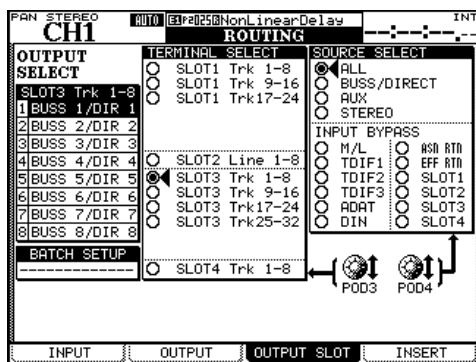 PAN STEREO AUTO E1P2025BNonLinearDelay INT
CH1 ROUTING --:--:--.--
OUTPUT SELECT
SLOT3 Trk 1-8
1 BUSS 1/DIR 1
2 BUSS 2/DIR 2
3 BUSS 3/DIR 3
4 BUSS 4/DIR 4
5 BUSS 5/DIR 5
6 BUSS 6/DIR 6
7 BUSS 7/DIR 7
8 BUSS 8/DIR 8
BATCH SETUP
--------------
TERMINAL SELECT
SLOT1 Trk 1-8
SLOT1 Trk 9-16
SLOT1 Trk17-24
SLOT2 Line 1-8
SLOT3 Trk 1-8
SLOT3 Trk 9-16
SLOT3 Trk17-24
SLOT3 Trk25-32
SLOT4 Trk 1-8
SOURCE SELECT
ALL
BUSS/DIRECT
AUX
STEREO
INPUT BYPASS
M/L ASN RTN
TDIF1 EFF RTN
TDIF2 SLOT1
TDIF3 SLOT2
ADAT SLOT3
DIN SLOT4
POD3 POD4
INPUT OUTPUT OUTPUT SLOT INSERT